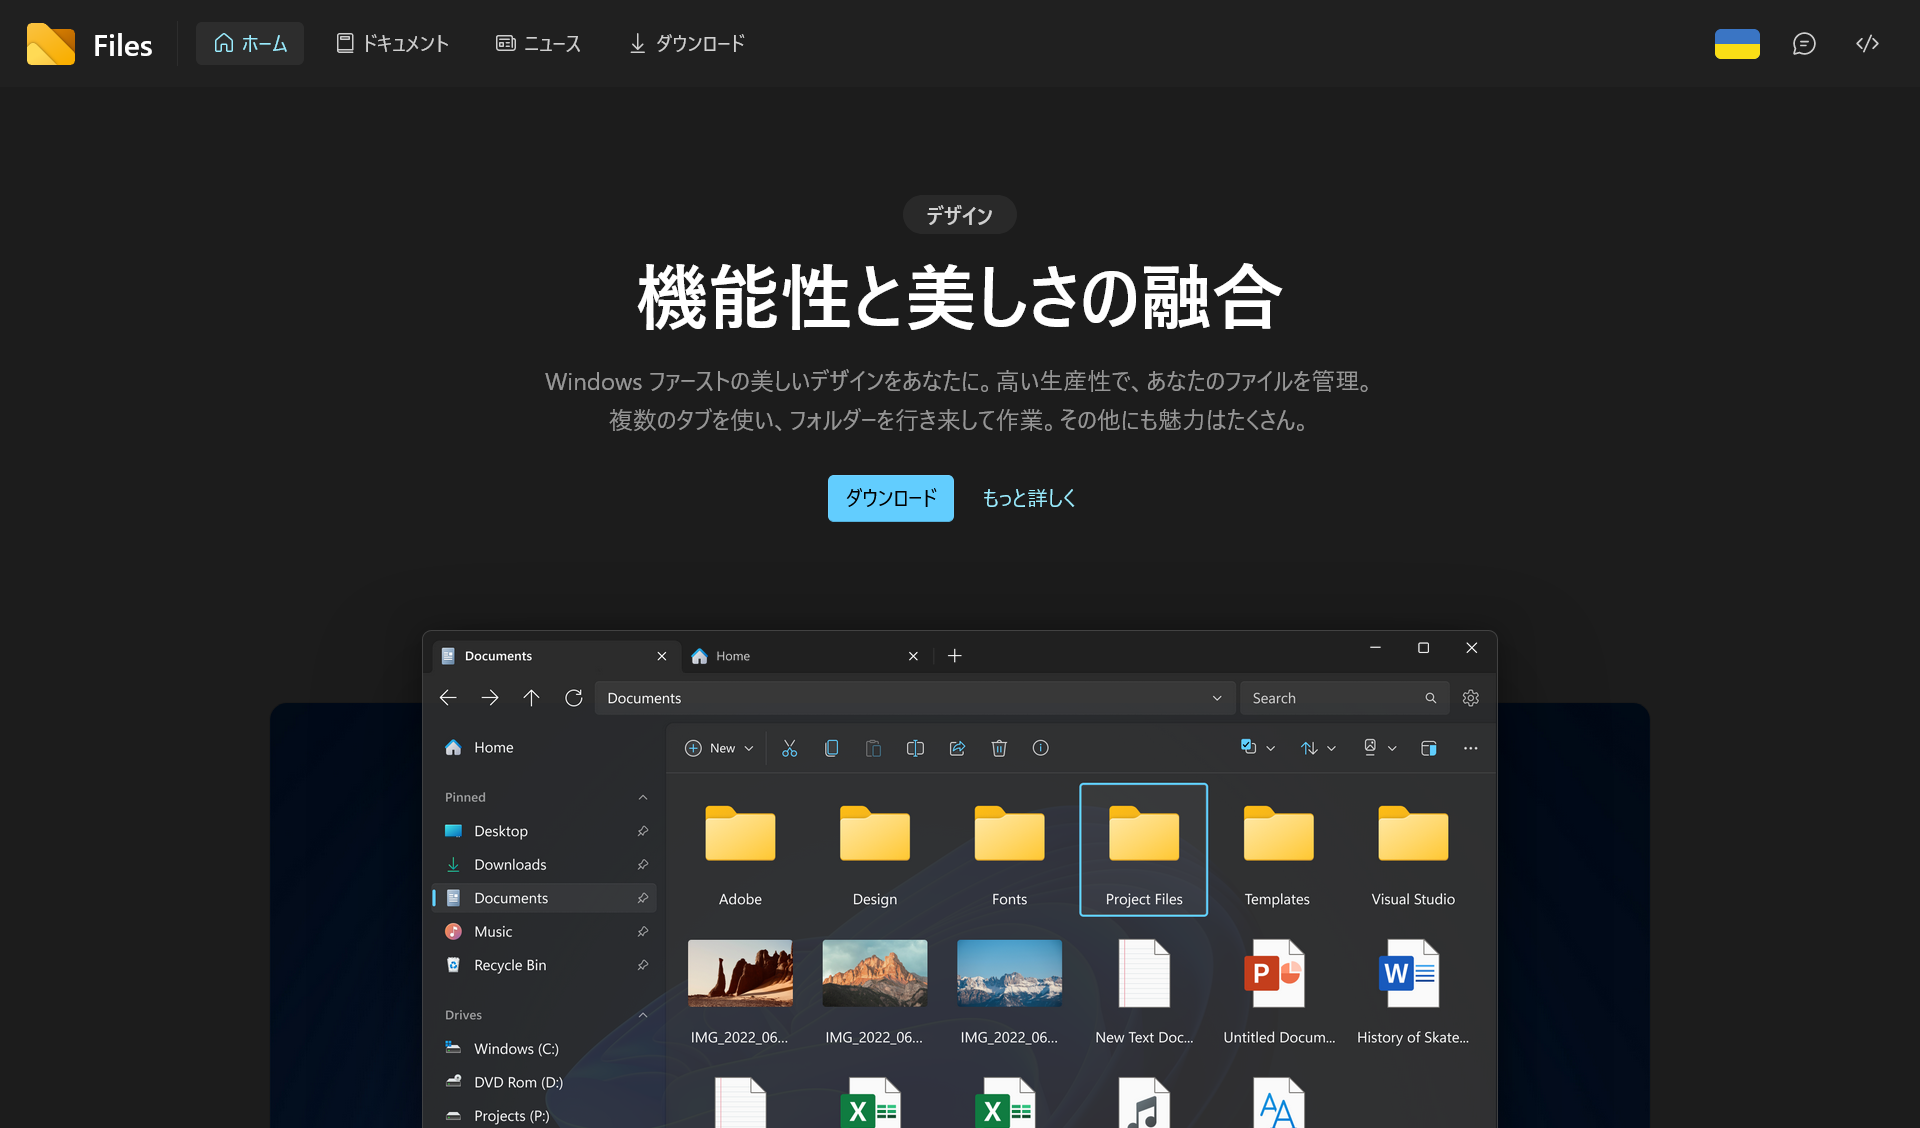 Files
ホーム
ドキュメント
ニュース
ダウンロード
デザイン
機能性と美しさの融合
Windows ファーストの美しいデザインをあなたに。高い生産性で、あなたのファイルを管理。
複数のタブを使い、フォルダーを行き来して作業。その他にも魅力はたくさん。
ダウンロード
もっと詳しく
Documents
Home
Documents
Search
Home
New
Pinned
Desktop
Downloads
Documents
Music
Recycle Bin
Drives
Windows (C:)
DVD Rom (D:)
Projects (P:)
Adobe
Design
Fonts
Project Files
Templates
Visual Studio
IMG_2022_06...
IMG_2022_06...
IMG_2022_06...
New Text Doc...
Untitled Docum...
History of Skate...